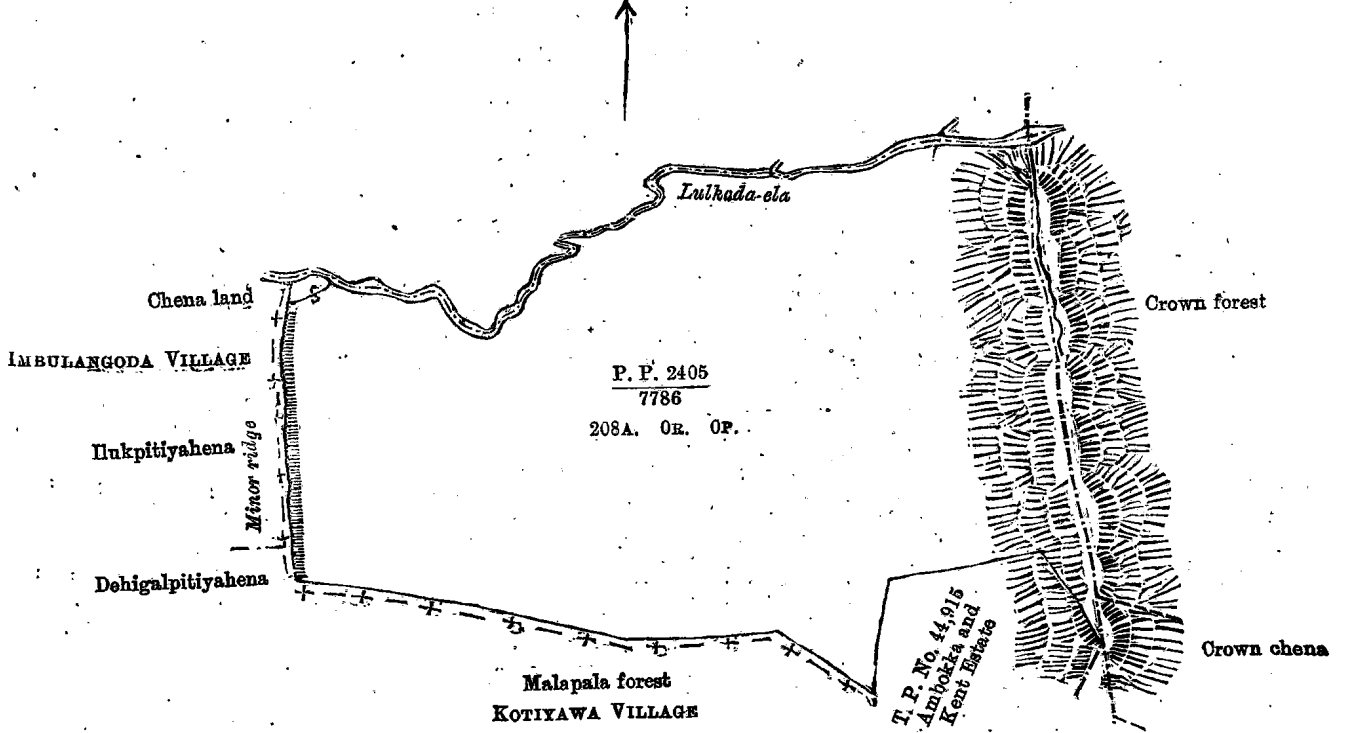 Lulkada-ela
Chena land
S
Crown forest
IMBULANGODA VILLAGE
P. P. 2405
7786
208A. 0R. 0P.
Ilukpitiyahena
Minor ridge
Dehigalpitiyahena
T. P. No. 44,915
Ambokka and
Kent Estate
Crown chena
Malapala forest
KOTIYAWA VILLAGE